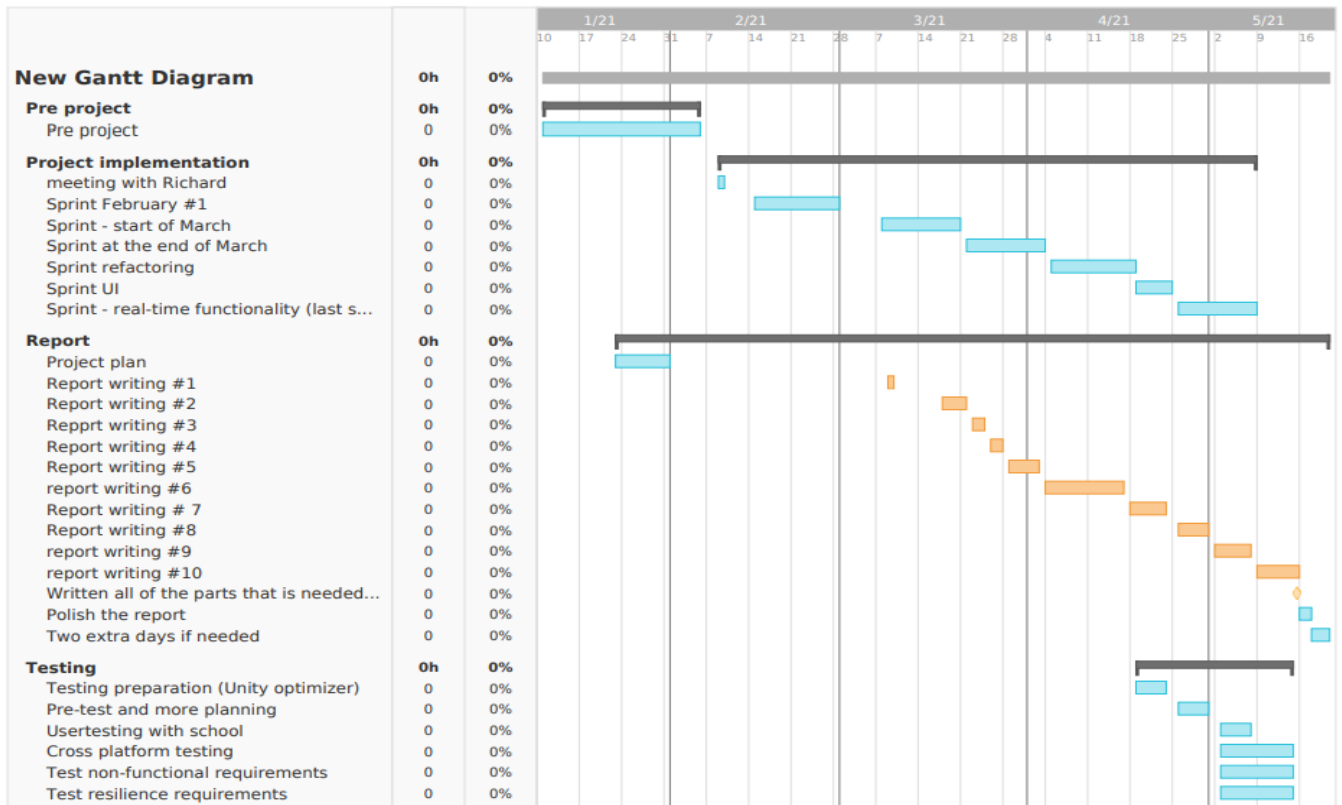 1/21 2/21 3/21 4/21 5/21
10 17 24 31 7 14 21 28 7 14 21 28 4 11 18 25 2 9 16
New Gantt Diagram 0h 0%
Pre project 0h 0%
Pre project 0 0%
Project implementation 0h 0%
meeting with Richard 0 0%
Sprint February #1 0 0%
Sprint - start of March 0 0%
Sprint at the end of March 0 0%
Sprint refactoring 0 0%
Sprint UI 0 0%
Sprint - real-time functionality (last s... 0 0%
Report 0h 0%
Project plan 0 0%
Report writing #1 0 0%
Report writing #2 0 0%
Repprt writing #3 0 0%
Report writing #4 0 0%
Report writing #5 0 0%
report writing #6 0 0%
Report writing # 7 0 0%
Report writing #8 0 0%
report writing #9 0 0%
report writing #10 0 0%
Written all of the parts that is needed... 0 0%
Polish the report 0 0%
Two extra days if needed 0 0%
Testing 0h 0%
Testing preparation (Unity optimizer) 0 0%
Pre-test and more planning 0 0%
Usertesting with school 0 0%
Cross platform testing 0 0%
Test non-functional requirements 0 0%
Test resilience requirements 0 0%